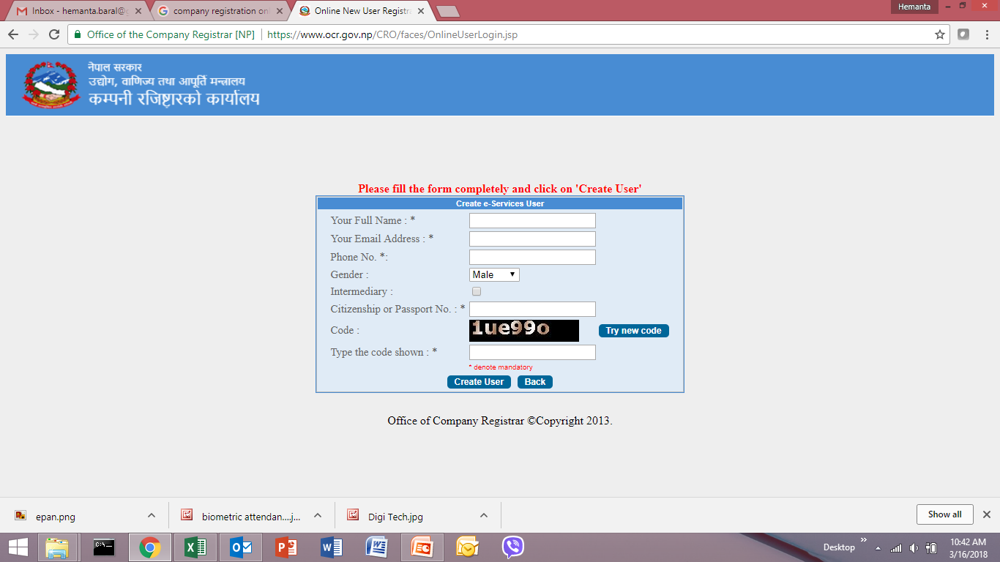 Inbox - hemanta.baral@g
company registration onl
Online New User Registra
Hemanta
Office of the Company Registrar [NP]
https://www.ocr.gov.np/CRO/faces/OnlineUserLogin.jsp
नेपाल सरकार
उद्योग, वाणिज्य तथा आपूर्ति मन्त्रालय
कम्पनी रजिष्ट्रारको कार्यालय
Please fill the form completely and click on 'Create User'
Create e-Services User
Your Full Name : *
Your Email Address : *
Phone No. *:
Gender : Male
Intermediary :
Citizenship or Passport No. : *
Code : 1ue99o Try new code
Type the code shown : *
* denote mandatory
Create User Back
Office of Company Registrar ©Copyright 2013.
epan.png
biometric attendan....j...
Digi Tech.jpg
Show all
Desktop
10:42 AM
3/16/2018